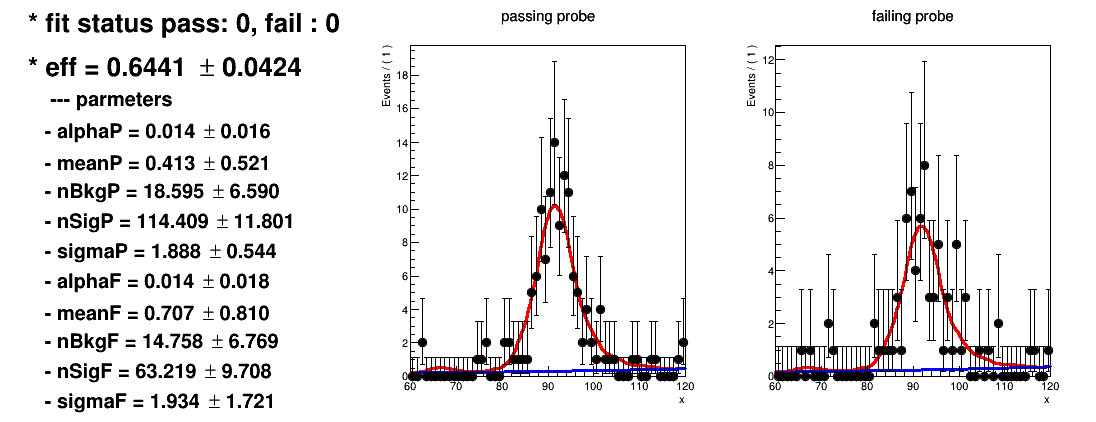 * fit status pass: 0, fail : 0
* eff = 0.6441 ± 0.0424
--- parmeters
- alphaP = 0.014 ± 0.016
- meanP = 0.413 ± 0.521
- nBkgP = 18.595 ± 6.590
- nSigP = 114.409 ± 11.801
- sigmaP = 1.888 ± 0.544
- alphaF = 0.014 ± 0.018
- meanF = 0.707 ± 0.810
- nBkgF = 14.758 ± 6.769
- nSigF = 63.219 ± 9.708
- sigmaF = 1.934 ± 1.721
passing probe
Events / ( 1 )
18
16
14
12
10
8
6
4
2
0
60 70 80 90 100 110 120
x
failing probe
Events / ( 1 )
12
10
8
6
4
2
0
60 70 80 90 100 110 120
x